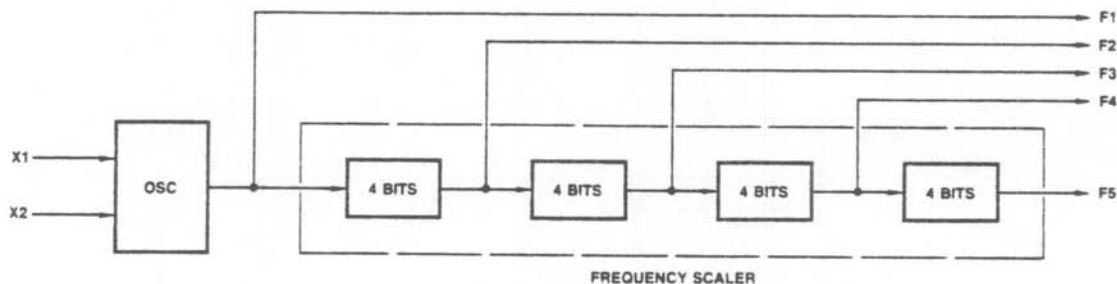 F1
F2
F3
F4
X1
OSC
4 BITS
4 BITS
4 BITS
4 BITS
X2
F5
FREQUENCY SCALER